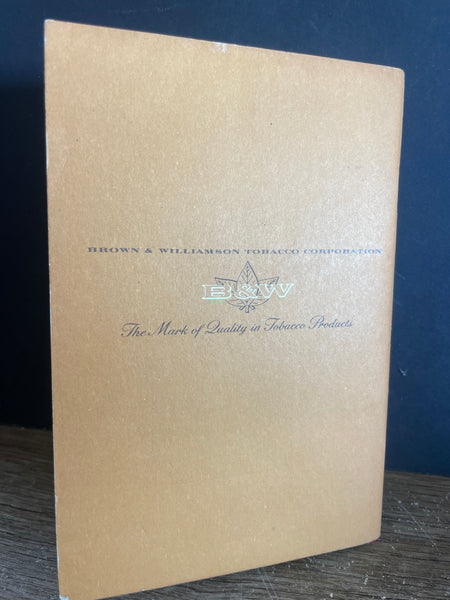 BROWN & WILLIAMSON TOBACCO CORPORATION
B&W
The Mark of Quality in Tobacco Products